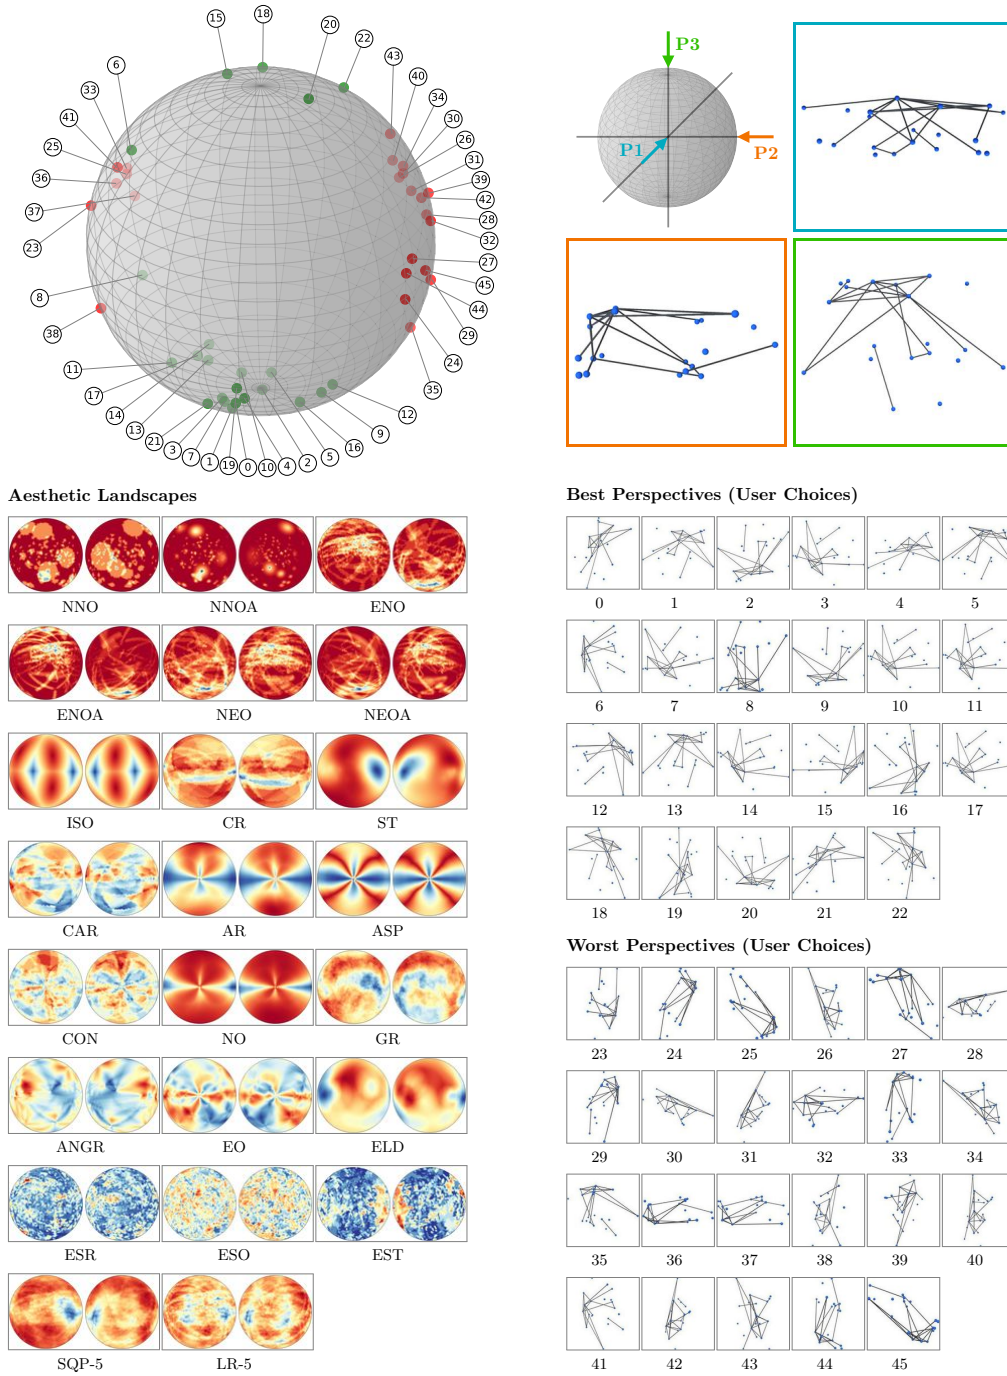 15
18
20
22
43
40
34
30
26
31
39
42
28
32
27
45
44
29
24
35
12
9
16
5
2
4
10
0
19
1
7
3
21
13
14
17
11
38
8
23
37
36
25
41
33
6
P3
P1
P2
Aesthetic Landscapes
NNO NNOA ENO
ENOA NEO NEOA
ISO CR ST
CAR AR ASP
CON NO GR
ANGR EO ELD
ESR ESO EST
SQP-5 LR-5
Best Perspectives (User Choices)
0 1 2 3 4 5
6 7 8 9 10 11
12 13 14 15 16 17
18 19 20 21 22
Worst Perspectives (User Choices)
23 24 25 26 27 28
29 30 31 32 33 34
35 36 37 38 39 40
41 42 43 44 45